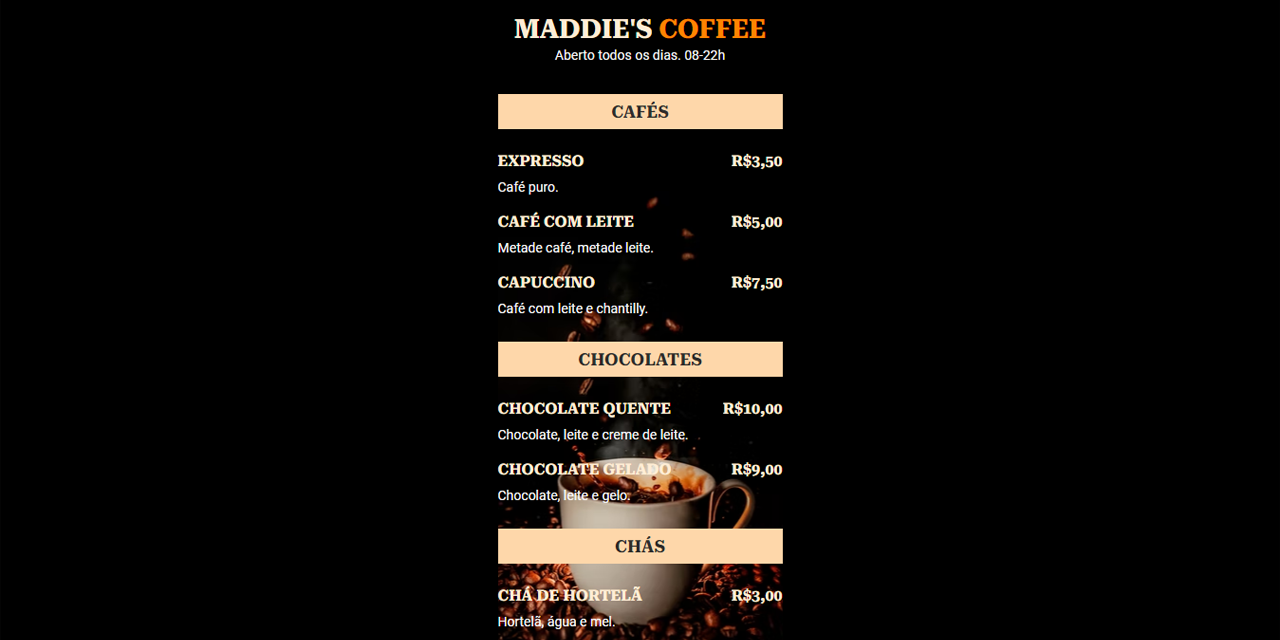 MADDIE'S COFFEE
Aberto todos os dias. 08-22h
CAFÉS
EXPRESSO R$3,50
Café puro.
CAFÉ COM LEITE R$5,00
Metade café, metade leite.
CAPUCCINO R$7,50
Café com leite e chantilly.
CHOCOLATES
CHOCOLATE QUENTE R$10,00
Chocolate, leite e creme de leite.
CHOCOLATE GELADO R$9,00
Chocolate, leite e gelo.
CHÁS
CHÁ DE HORTELÃ R$3,00
Hortelã, água e mel.